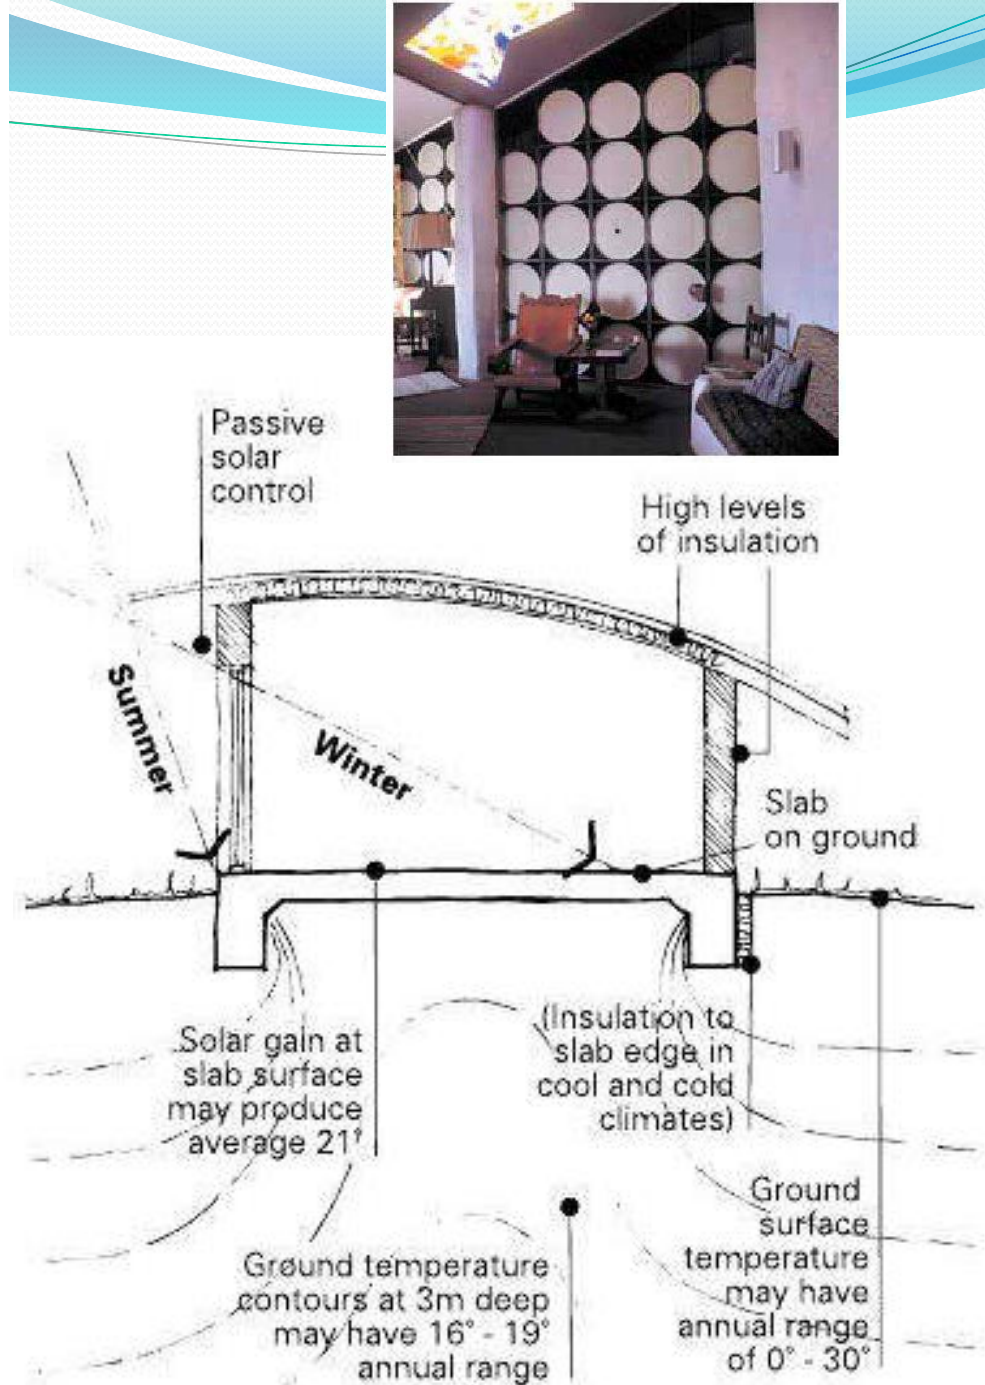 Passive
solar
control
High levels
of insulation
Summer
Winter
Slab
on ground
Solar gain at
slab surface
may produce
average 21°
(Insulation to
slab edge in
cool and cold
climates)
Ground temperature
contours at 3m deep
may have 16° - 19°
annual range
Ground
surface
temperature
may have
annual range
of 0° - 30°